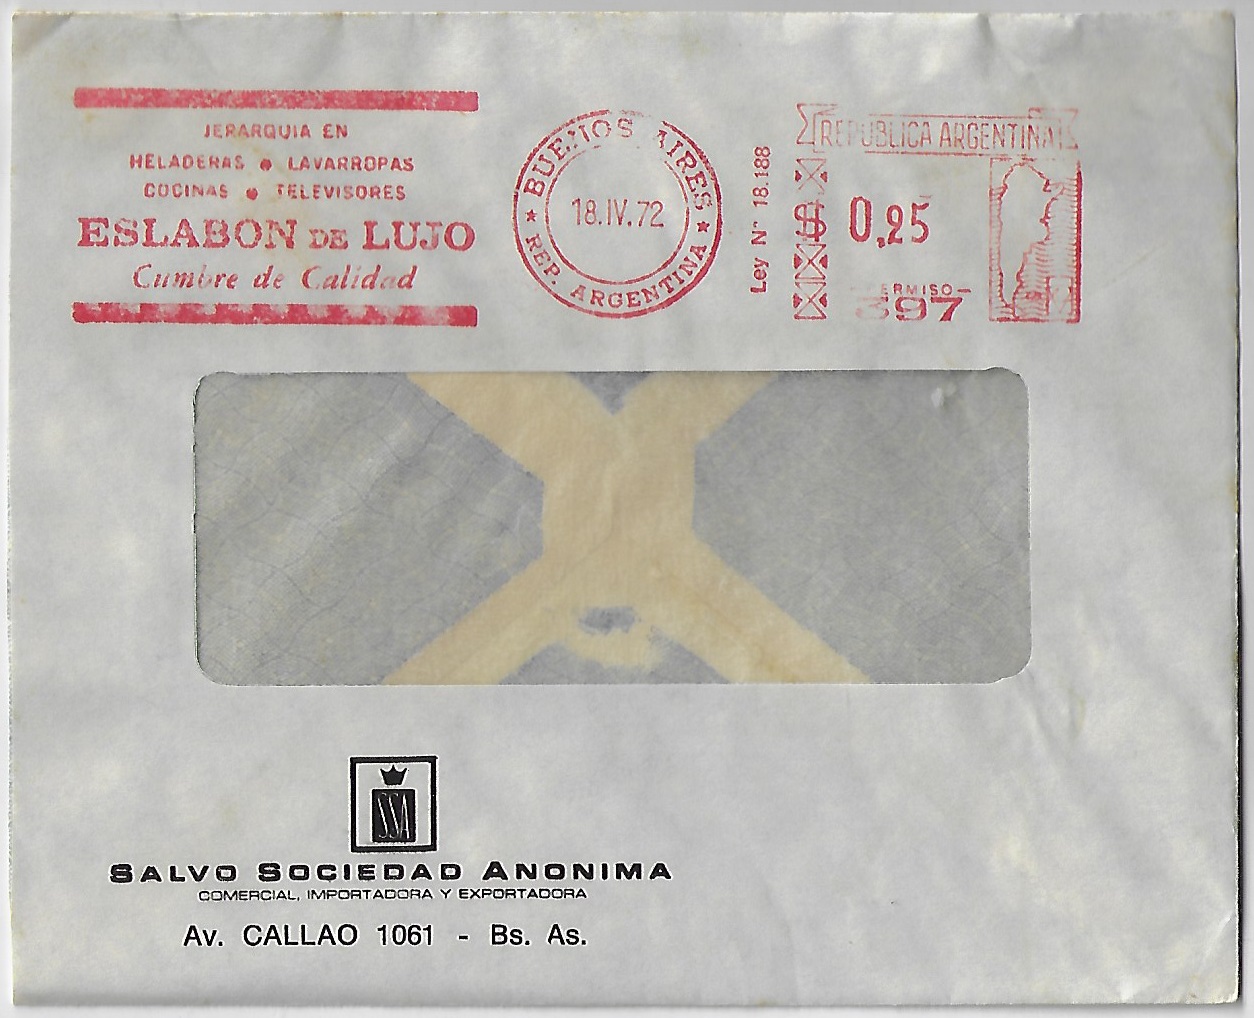 JERARQUIA EN
HELADERAS • LAVARROPAS
COCINAS • TELEVISORES
ESLABON DE LUJO
Cumbre de Calidad
BUENOS AIRES
18.IV.72
★ REP. ARGENTINA ★
Ley N° 18.188
REPUBLICA ARGENTINA
$ 0,25
PERMISO
397
SSA
SALVO SOCIEDAD ANONIMA
COMERCIAL, IMPORTADORA Y EXPORTADORA
Av. CALLAO 1061 - Bs. As.